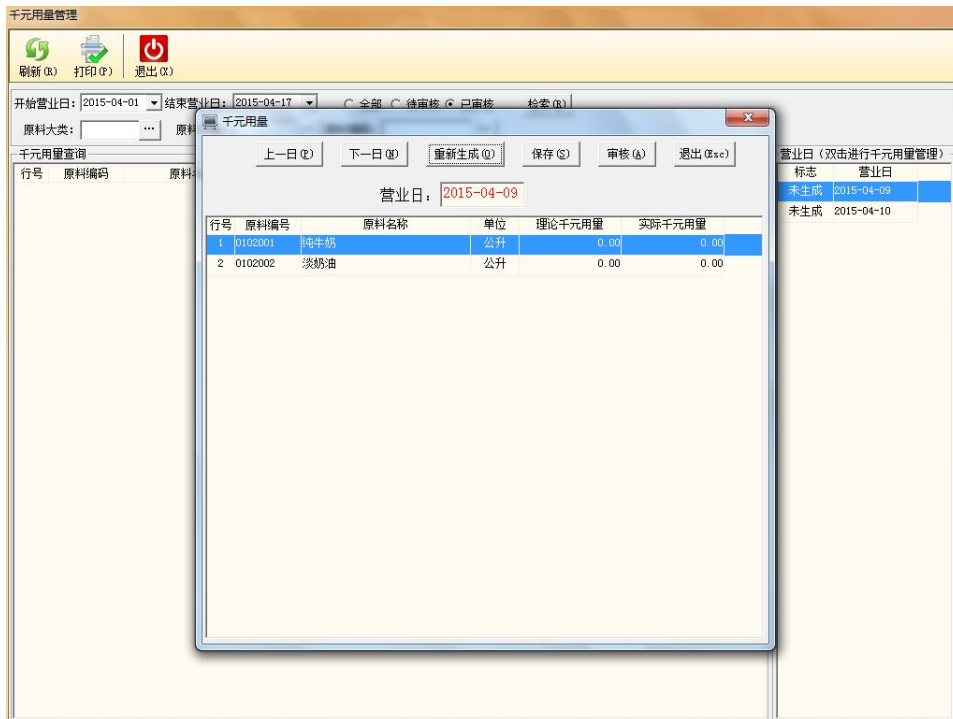 千元用量管理
刷新(R) 打印(P) 退出(X)
开始营业日: 2015-04-01 结束营业日: 2015-04-17 全部 待审核 已审核 检索(B)
原料大类: ... 原料
千元用量查询
行号 原料编码 原料名
千元用量
上一日(P) 下一日(N) 重新生成(O) 保存(S) 审核(A) 退出(Esc)
营业日: 2015-04-09
行号 原料编号 原料名称 单位 理论千元用量 实际千元用量
1 0102001 纯牛奶 公升 0.00 0.00
2 0102002 淡奶油 公升 0.00 0.00
营业日（双击进行千元用量管理）
标志 营业日
未生成 2015-04-09
未生成 2015-04-10